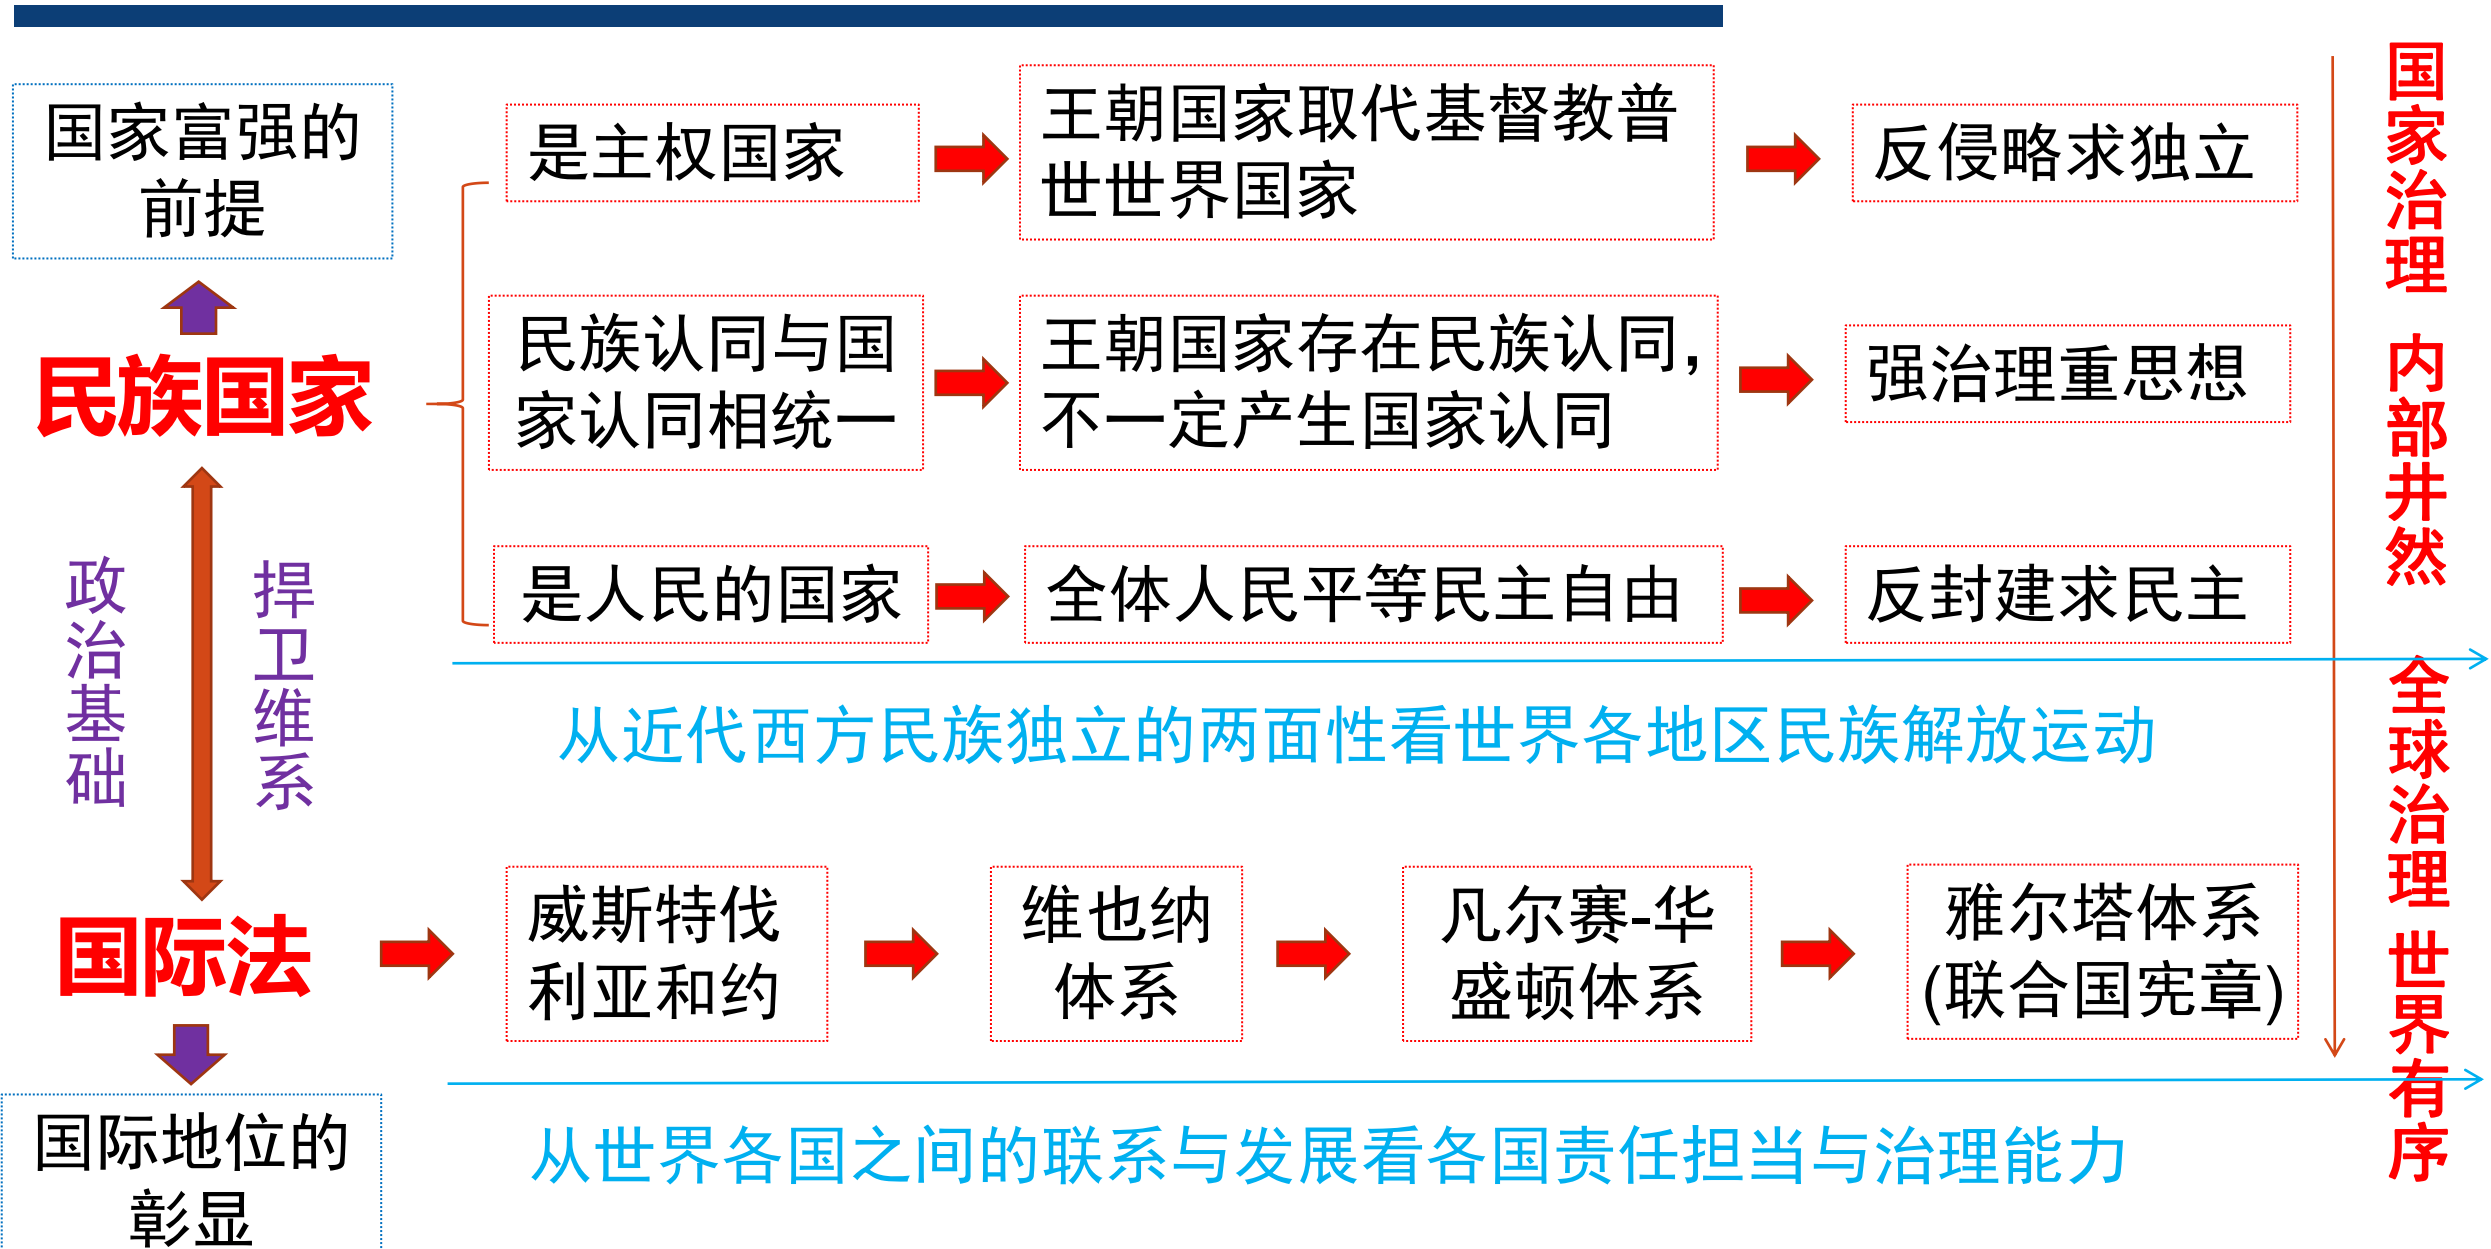 国家富强的
前提
民族国家
政治基础
捍卫维系
国际法
国际地位的
彰显
是主权国家
王朝国家取代基督教普
世世界国家
反侵略求独立
民族认同与国
家认同相统一
王朝国家存在民族认同，
不一定产生国家认同
强治理重思想
是人民的国家
全体人民平等民主自由
反封建求民主
从近代西方民族独立的两面性看世界各地区民族解放运动
威斯特伐
利亚和约
维也纳
体系
凡尔赛-华
盛顿体系
雅尔塔体系
(联合国宪章)
从世界各国之间的联系与发展看各国责任担当与治理能力
国家治理 内部井然 全球治理 世界有序